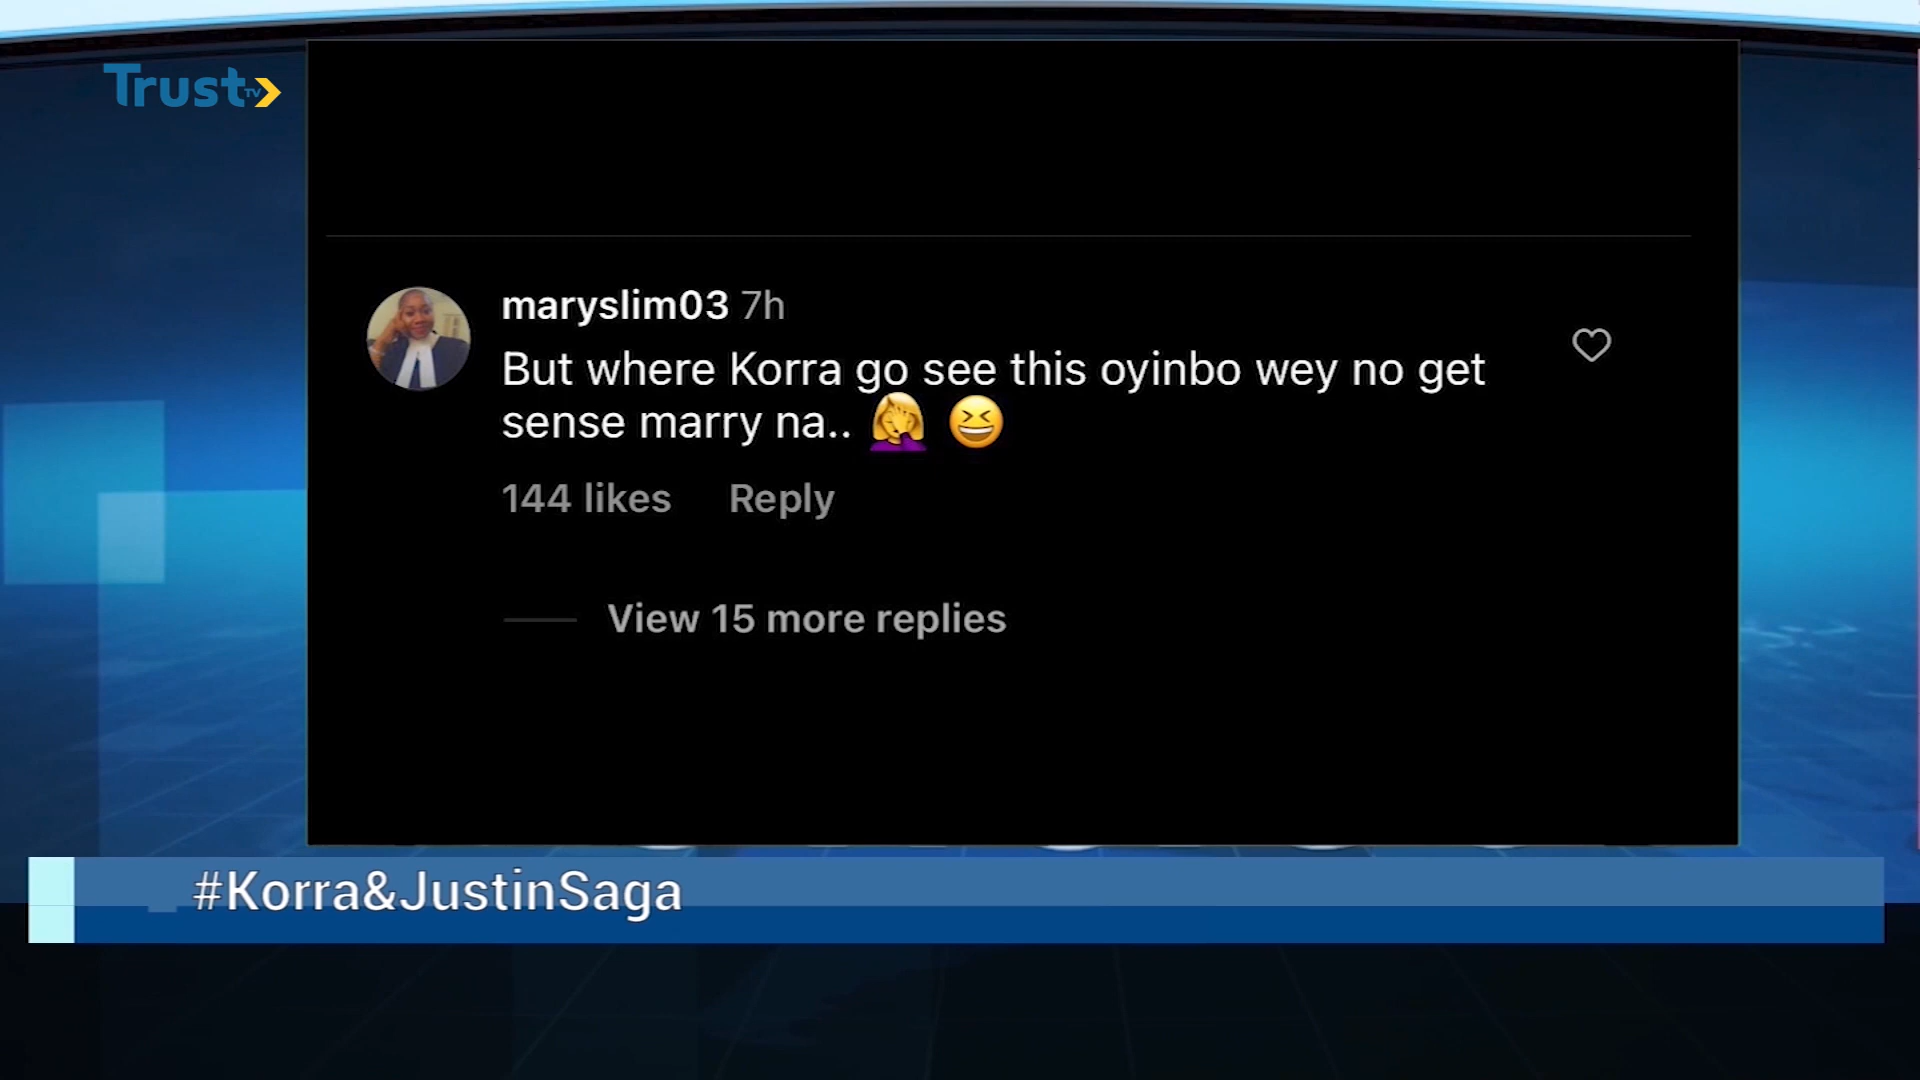 Trust TV
maryslim03 7h
But where Korra go see this oyinbo wey no get
sense marry na.. 🤦‍♀️ 😆
144 likes Reply
View 15 more replies
#Korra&JustinSaga